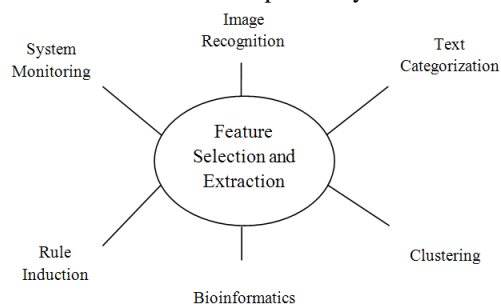 Image
Recognition
System
Monitoring
Text
Categorization
Feature
Selection and
Extraction
Rule
Induction
Clustering
Bioinformatics